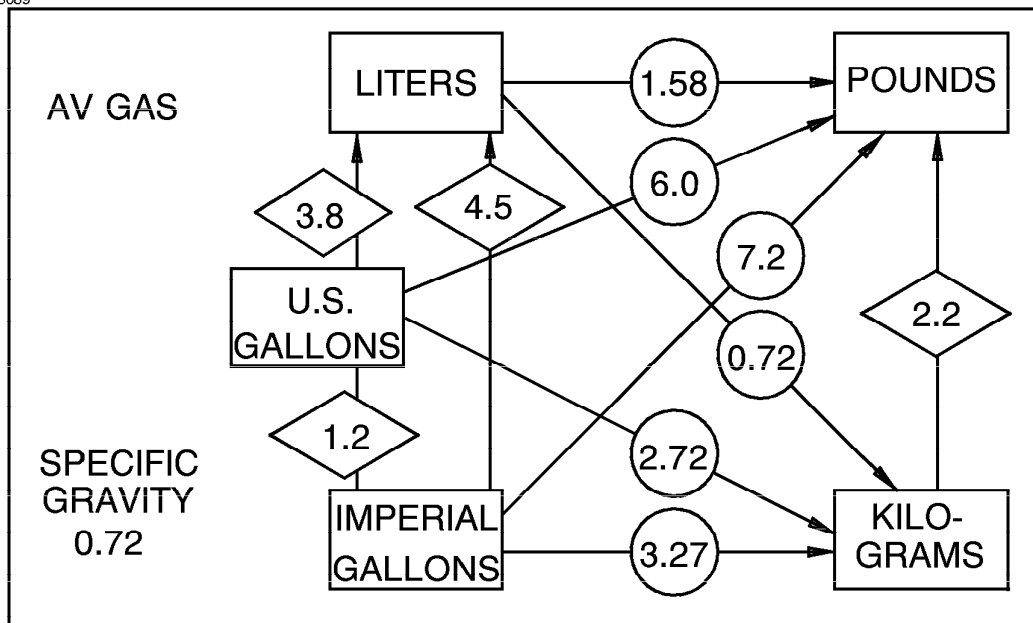 LITERS
1.58
POUNDS
AV GAS
6.0
3.8
4.5
7.2
U.S.
GALLONS
2.2
0.72
1.2
2.72
SPECIFIC
GRAVITY
0.72
IMPERIAL
GALLONS
3.27
KILO-
GRAMS